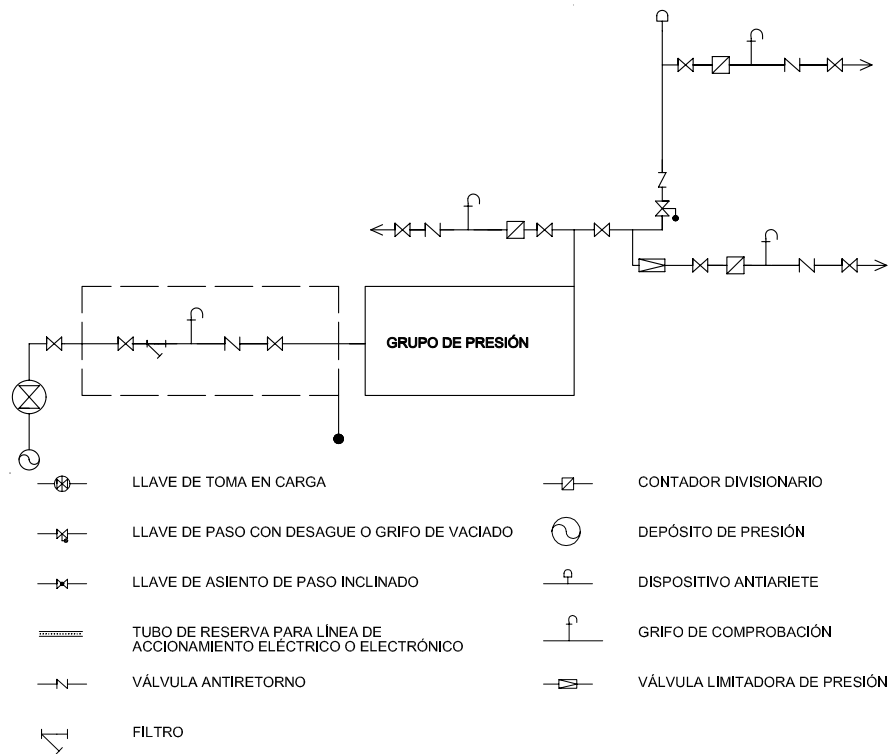 GRUPO DE PRESIÓN
LLAVE DE TOMA EN CARGA
LLAVE DE PASO CON DESAGUE O GRIFO DE VACIADO
LLAVE DE ASIENTO DE PASO INCLINADO
TUBO DE RESERVA PARA LÍNEA DE
ACCIONAMIENTO ELÉCTRICO O ELECTRÓNICO
VÁLVULA ANTIRETORNO
FILTRO
CONTADOR DIVISIONARIO
DEPÓSITO DE PRESIÓN
DISPOSITIVO ANTIARIETE
GRIFO DE COMPROBACIÓN
VÁLVULA LIMITADORA DE PRESIÓN